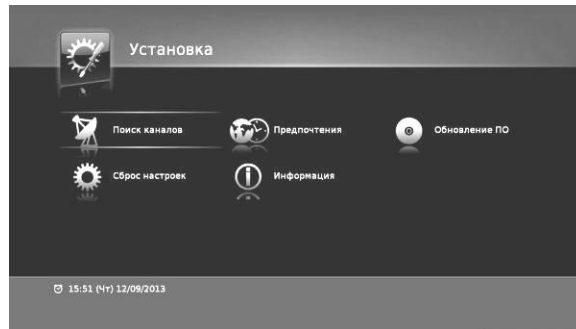 Установка
Поиск каналов
Предпочтения
Обновление ПО
Сброс настроек
Информация
15:51 (Чт) 12/09/2013